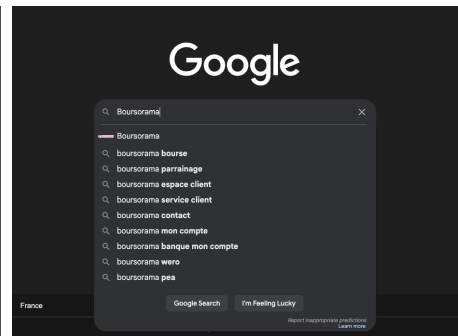 Google
Boursorama
Boursorama
boursorama bourse
boursorama parrainage
boursorama espace client
boursorama service client
boursorama contact
boursorama mon compte
boursorama banque mon compte
boursorama wero
boursorama pea
Google Search I'm Feeling Lucky
France
Report inappropriate predictions
Learn more